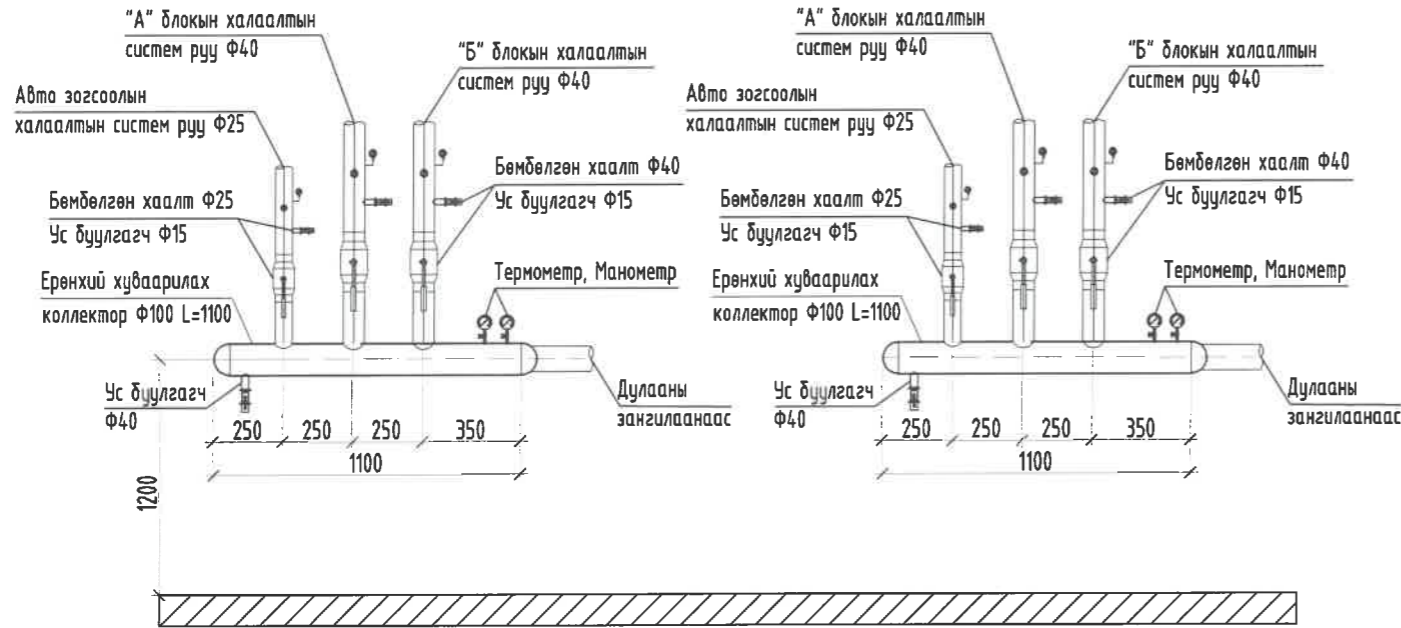 "А" блокын халаалтын
систем руу Ф40
"Б" блокын халаалтын
систем руу Ф40
Авто зогсоолын
халаалтын систем руу Ф25
Бөмбөлгөн хаалт Ф25
Ус буулгагч Ф15
Бөмбөлгөн хаалт Ф40
Ус буулгагч Ф15
Ерөнхий хуваарилах
коллектор Ф100 L=1100
Термометр, Манометр
Ус буулгагч
Ф40
Дулааны
зангилаанаас
250
250
250
350
1100
1200
"А" блокын халаалтын
систем руу Ф40
"Б" блокын халаалтын
систем руу Ф40
Авто зогсоолын
халаалтын систем руу Ф25
Бөмбөлгөн хаалт Ф25
Ус буулгагч Ф15
Бөмбөлгөн хаалт Ф40
Ус буулгагч Ф15
Ерөнхий хуваарилах
коллектор Ф100 L=1100
Термометр, Манометр
Ус буулгагч
Ф40
Дулааны
зангилаанаас
250
250
250
350
1100